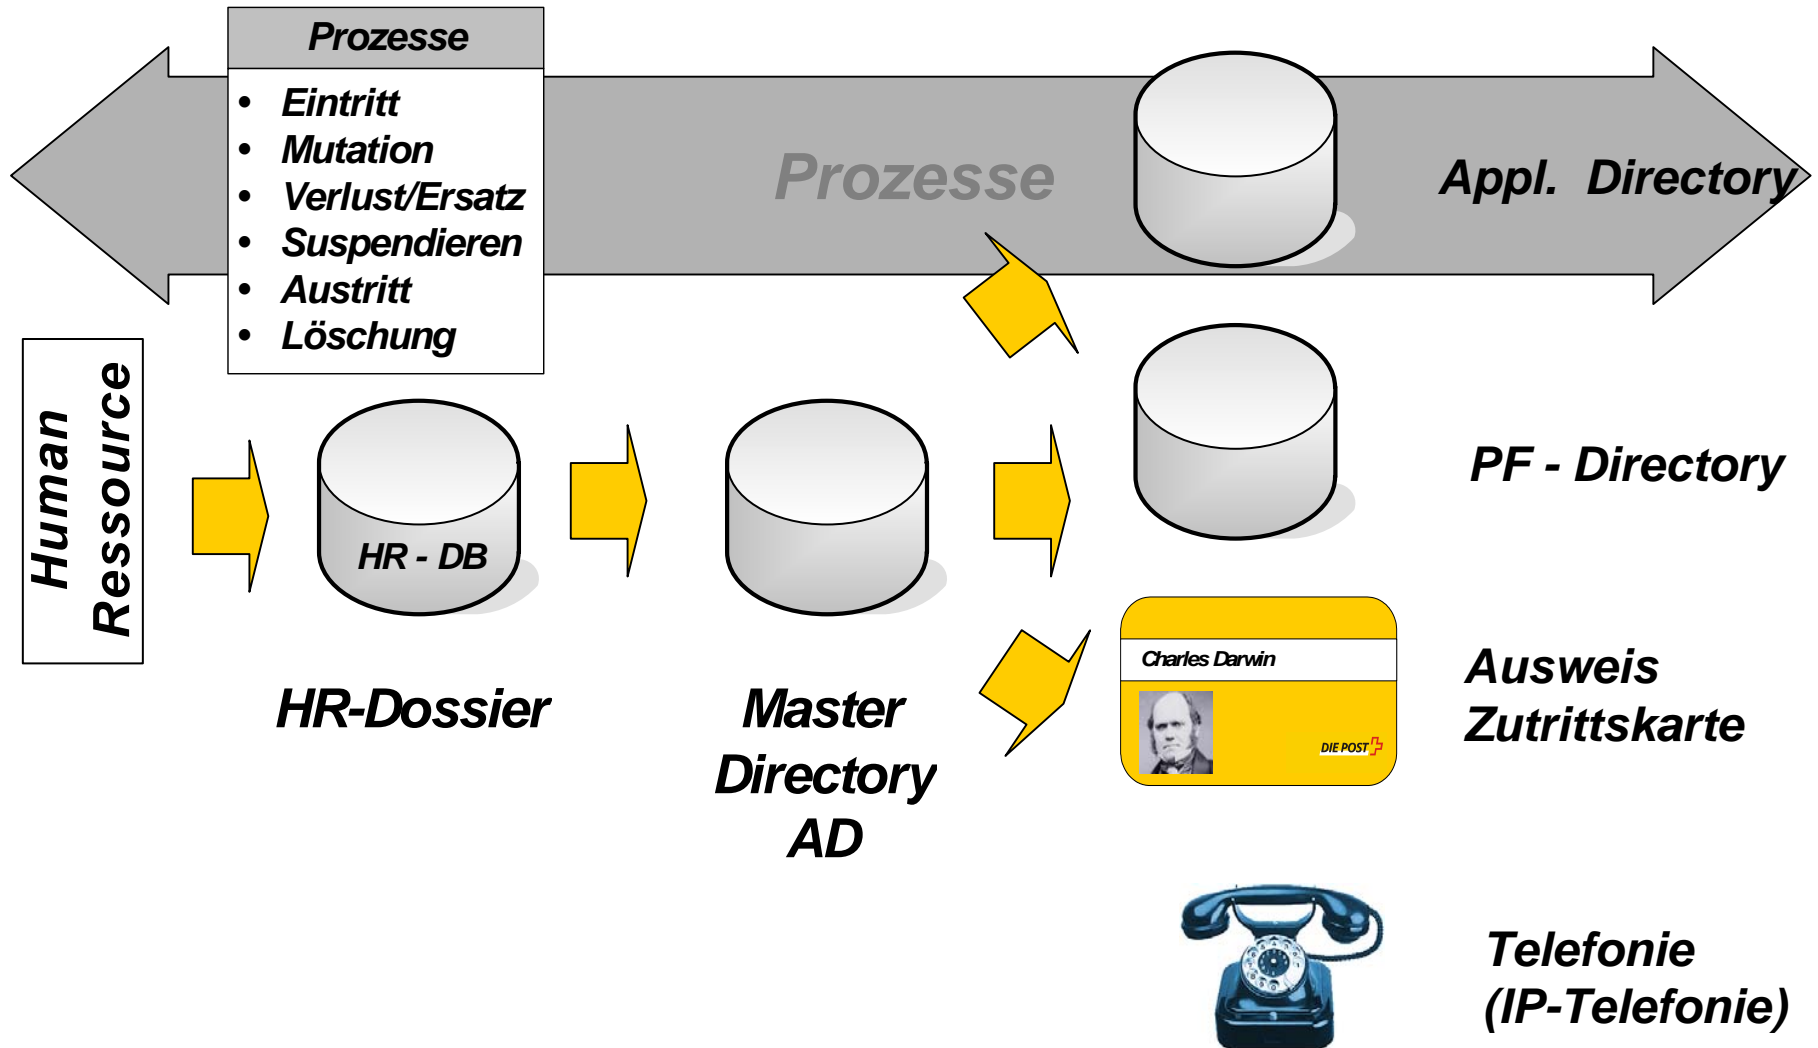 Prozesse
• Eintritt
• Mutation
• Verlust/Ersatz
• Suspendieren
• Austritt
• Löschung
Prozesse
Appl. Directory
Human
Ressource
HR - DB
HR-Dossier
Master
Directory
AD
PF - Directory
Charles Darwin
DIE POST
Ausweis
Zutrittskarte
Telefonie
(IP-Telefonie)